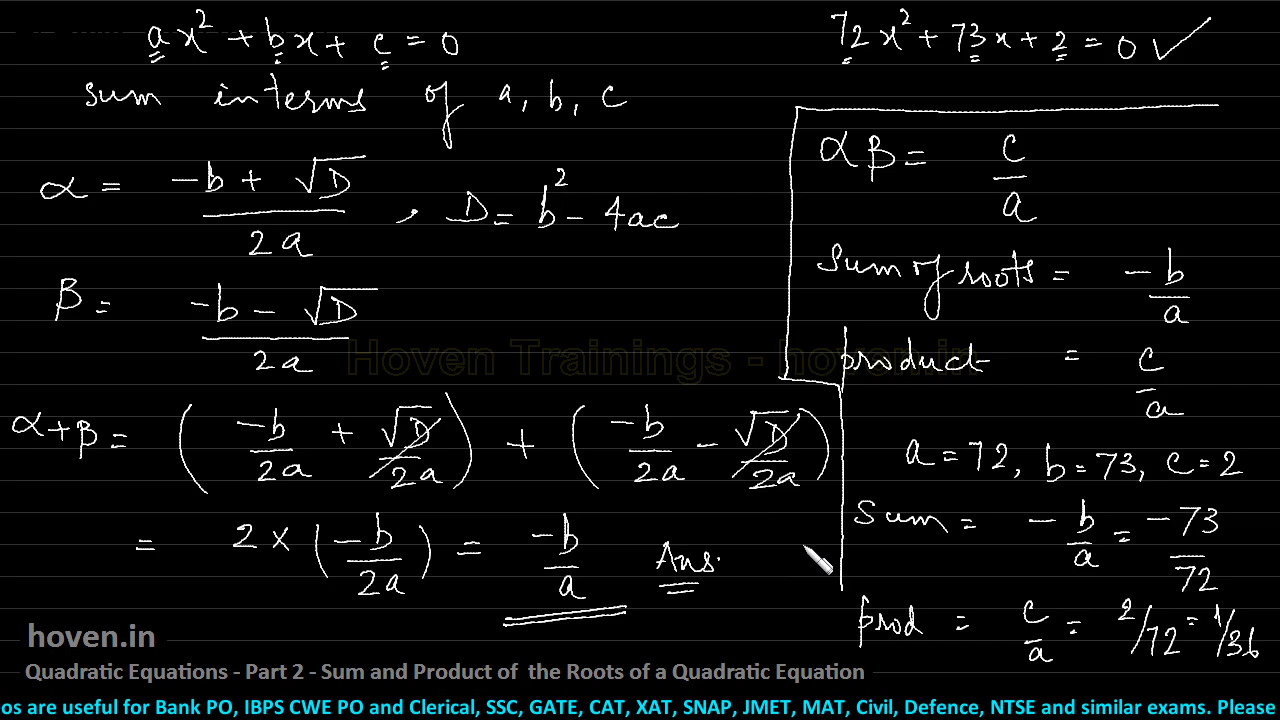 ax² + bx + c = 0
sum in terms of a, b, c
α = (-b + √D)/2a , D = b² - 4ac
β = (-b - √D)/2a
α+β = (-b/2a + √D/2a) + (-b/2a - √D/2a)
= 2 × (-b/2a) = -b/a Ans.
72x² + 73x + 2 = 0 ✓
αβ = c/a
Sum of roots = -b/a
product = c/a
a = 72, b = 73, c = 2
Sum = -b/a = -73/72
prod = c/a = 2/72 = 1/36
Hoven Trainings - hoven.in
hoven.in
Quadratic Equations - Part 2 - Sum and Product of the Roots of a Quadratic Equation
os are useful for Bank PO, IBPS CWE PO and Clerical, SSC, GATE, CAT, XAT, SNAP, JMET, MAT, Civil, Defence, NTSE and similar exams. Please